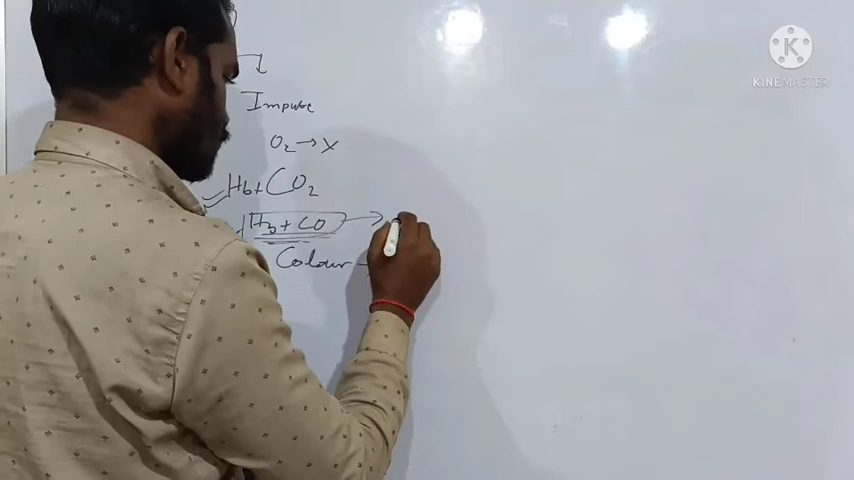 Impure
O₂ → X
Hb + CO₂
Hb + CO →
Colour →
K
KINEMASTER